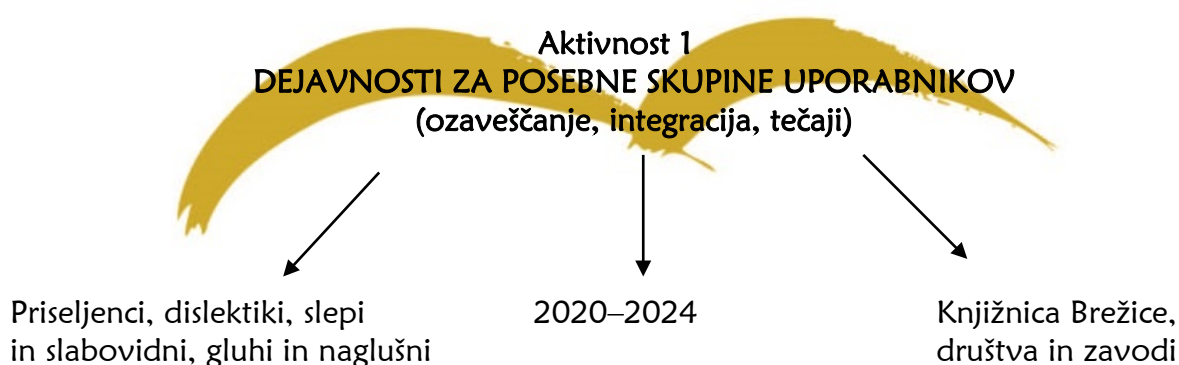 Aktivnost 1
DEJAVNOSTI ZA POSEBNE SKUPINE UPORABNIKOV
(ozaveščanje, integracija, tečaji)
Priseljenci, dislektiki, slepi
in slabovidni, gluhi in naglušni
2020–2024
Knjižnica Brežice,
društva in zavodi